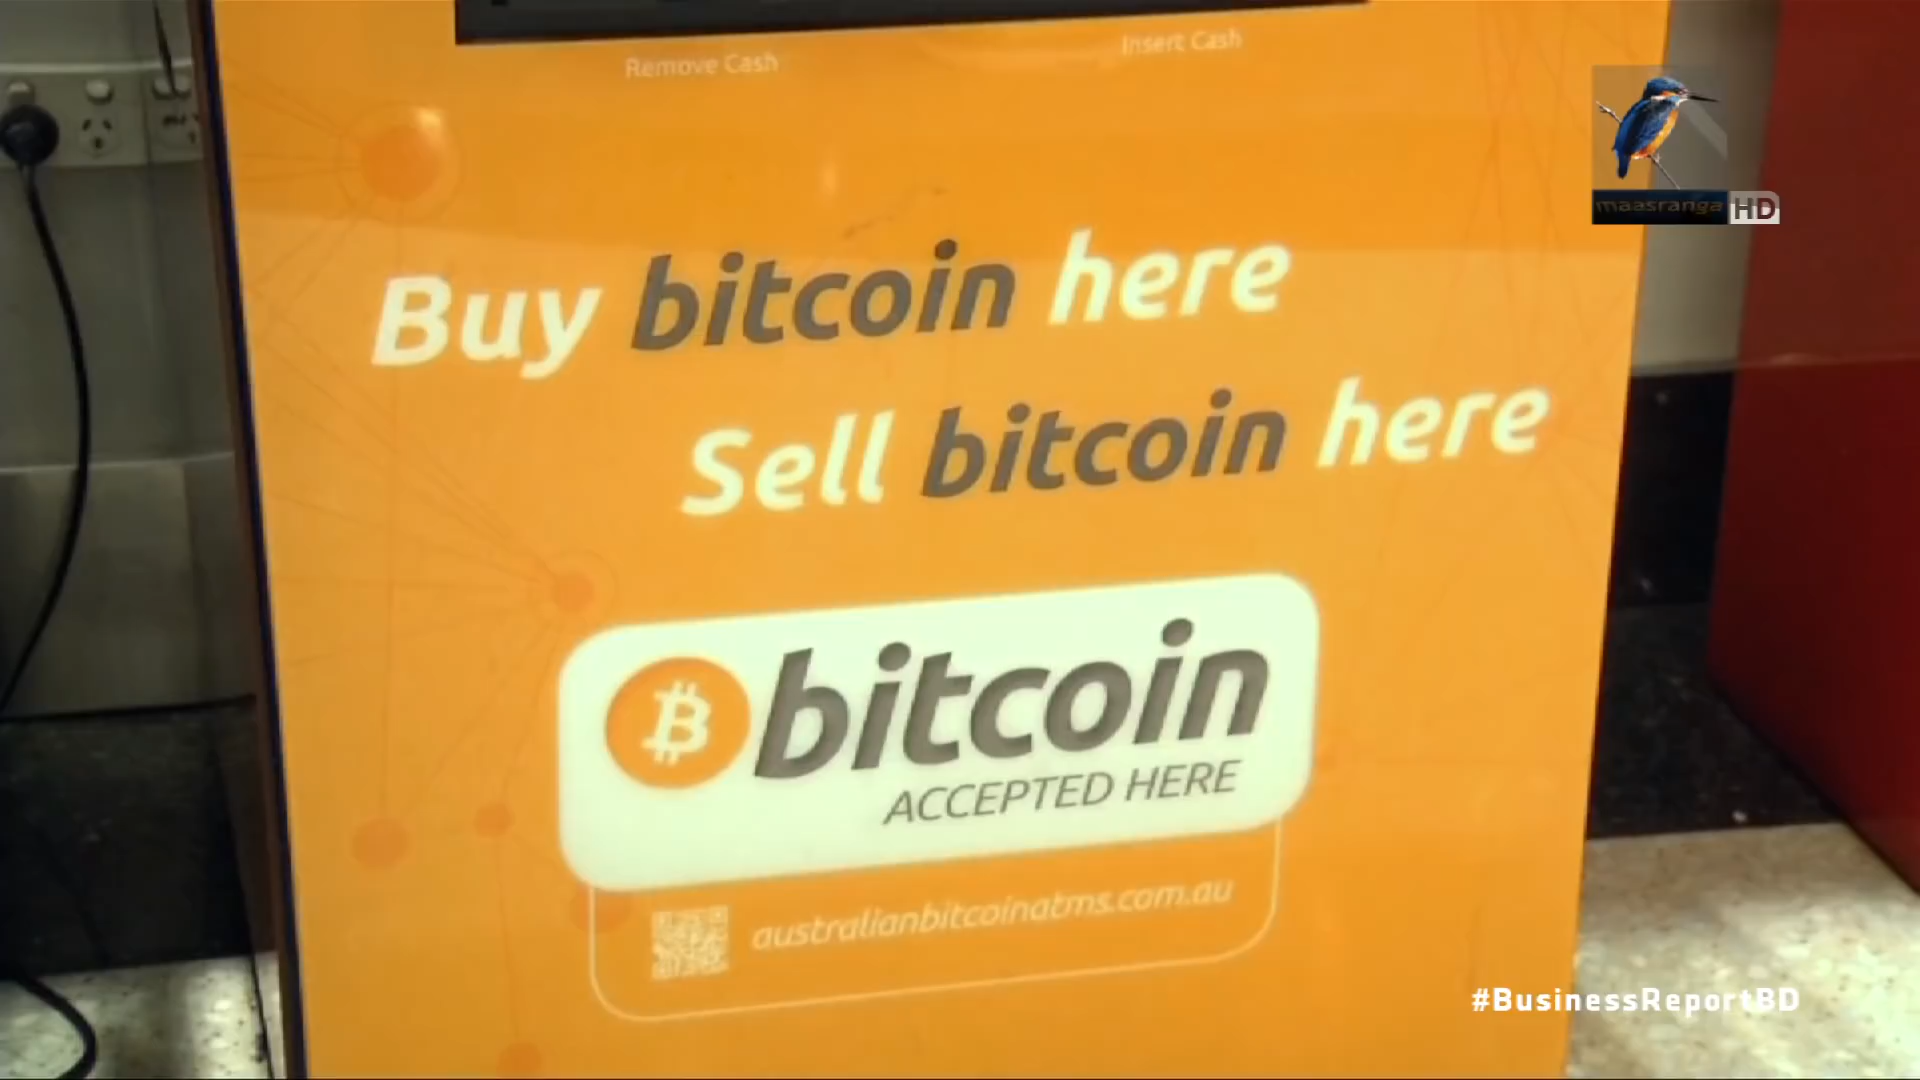 Remove Cash
Insert Cash
maasranga HD
Buy bitcoin here
Sell bitcoin here
bitcoin
ACCEPTED HERE
australianbitcoinatms.com.au
#BusinessReportBD